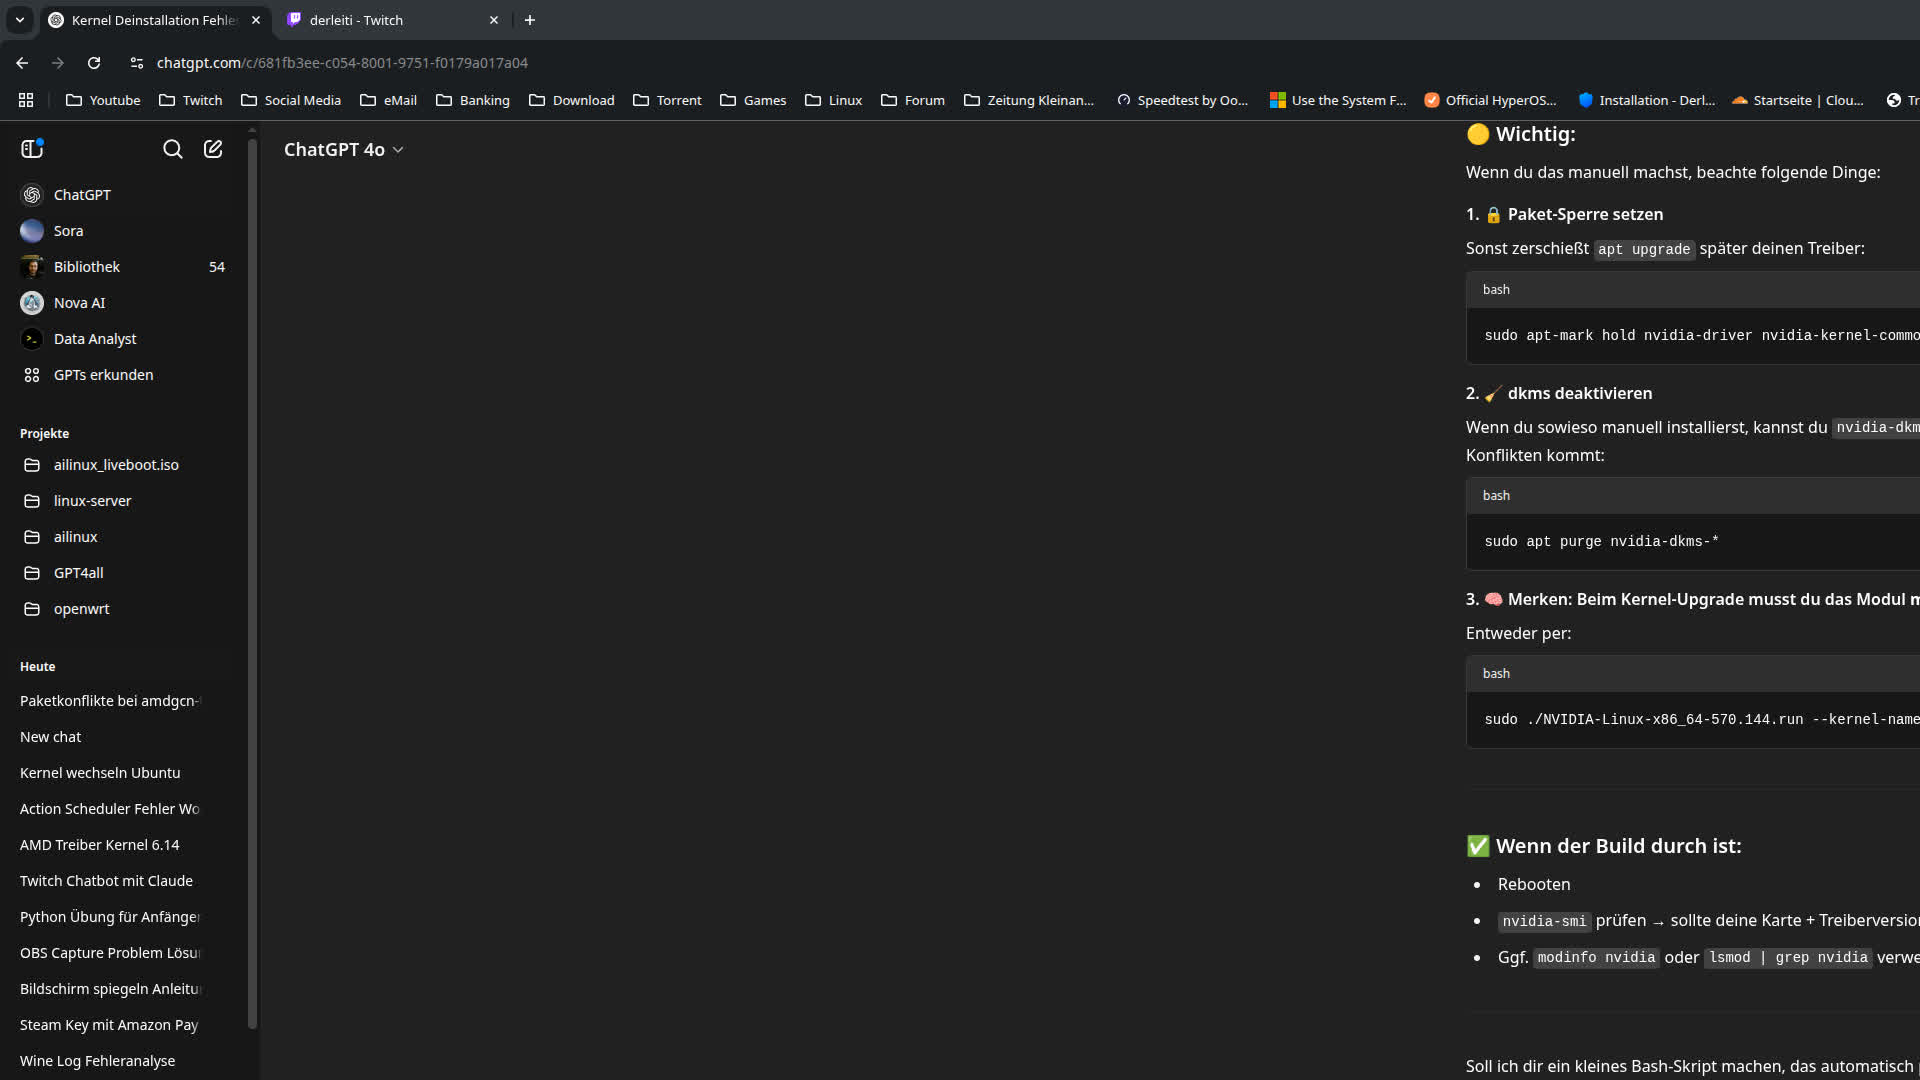 Kernel Deinstallation Fehle
derleiti - Twitch
chatgpt.com/c/681fb3ee-c054-8001-9751-f0179a017a04
Youtube
Twitch
Social Media
eMail
Banking
Download
Torrent
Games
Linux
Forum
Zeitung Kleinan...
Speedtest by Oo...
Use the System F...
Official HyperOS...
Installation - Derl...
Startseite | Clou...
Tr
ChatGPT 4o
ChatGPT
Sora
Bibliothek 54
Nova AI
Data Analyst
GPTs erkunden
Projekte
ailinux_liveboot.iso
linux-server
ailinux
GPT4all
openwrt
Heute
Paketkonflikte bei amdgcn-
New chat
Kernel wechseln Ubuntu
Action Scheduler Fehler Wo
AMD Treiber Kernel 6.14
Twitch Chatbot mit Claude
Python Übung für Anfänger
OBS Capture Problem Lösu
Bildschirm spiegeln Anleitu
Steam Key mit Amazon Pay
Wine Log Fehleranalyse
🟡 Wichtig:
Wenn du das manuell machst, beachte folgende Dinge:
1. 🔒 Paket-Sperre setzen
Sonst zerschießt apt upgrade später deinen Treiber:
bash
sudo apt-mark hold nvidia-driver nvidia-kernel-commo
2. 🧹 dkms deaktivieren
Wenn du sowieso manuell installierst, kannst du nvidia-dkm
Konflikten kommt:
bash
sudo apt purge nvidia-dkms-*
3. 🧠 Merken: Beim Kernel-Upgrade musst du das Modul m
Entweder per:
bash
sudo ./NVIDIA-Linux-x86_64-570.144.run --kernel-name
✅ Wenn der Build durch ist:
• Rebooten
• nvidia-smi prüfen → sollte deine Karte + Treiberversion
• Ggf. modinfo nvidia oder lsmod | grep nvidia verwe
Soll ich dir ein kleines Bash-Skript machen, das automatisch